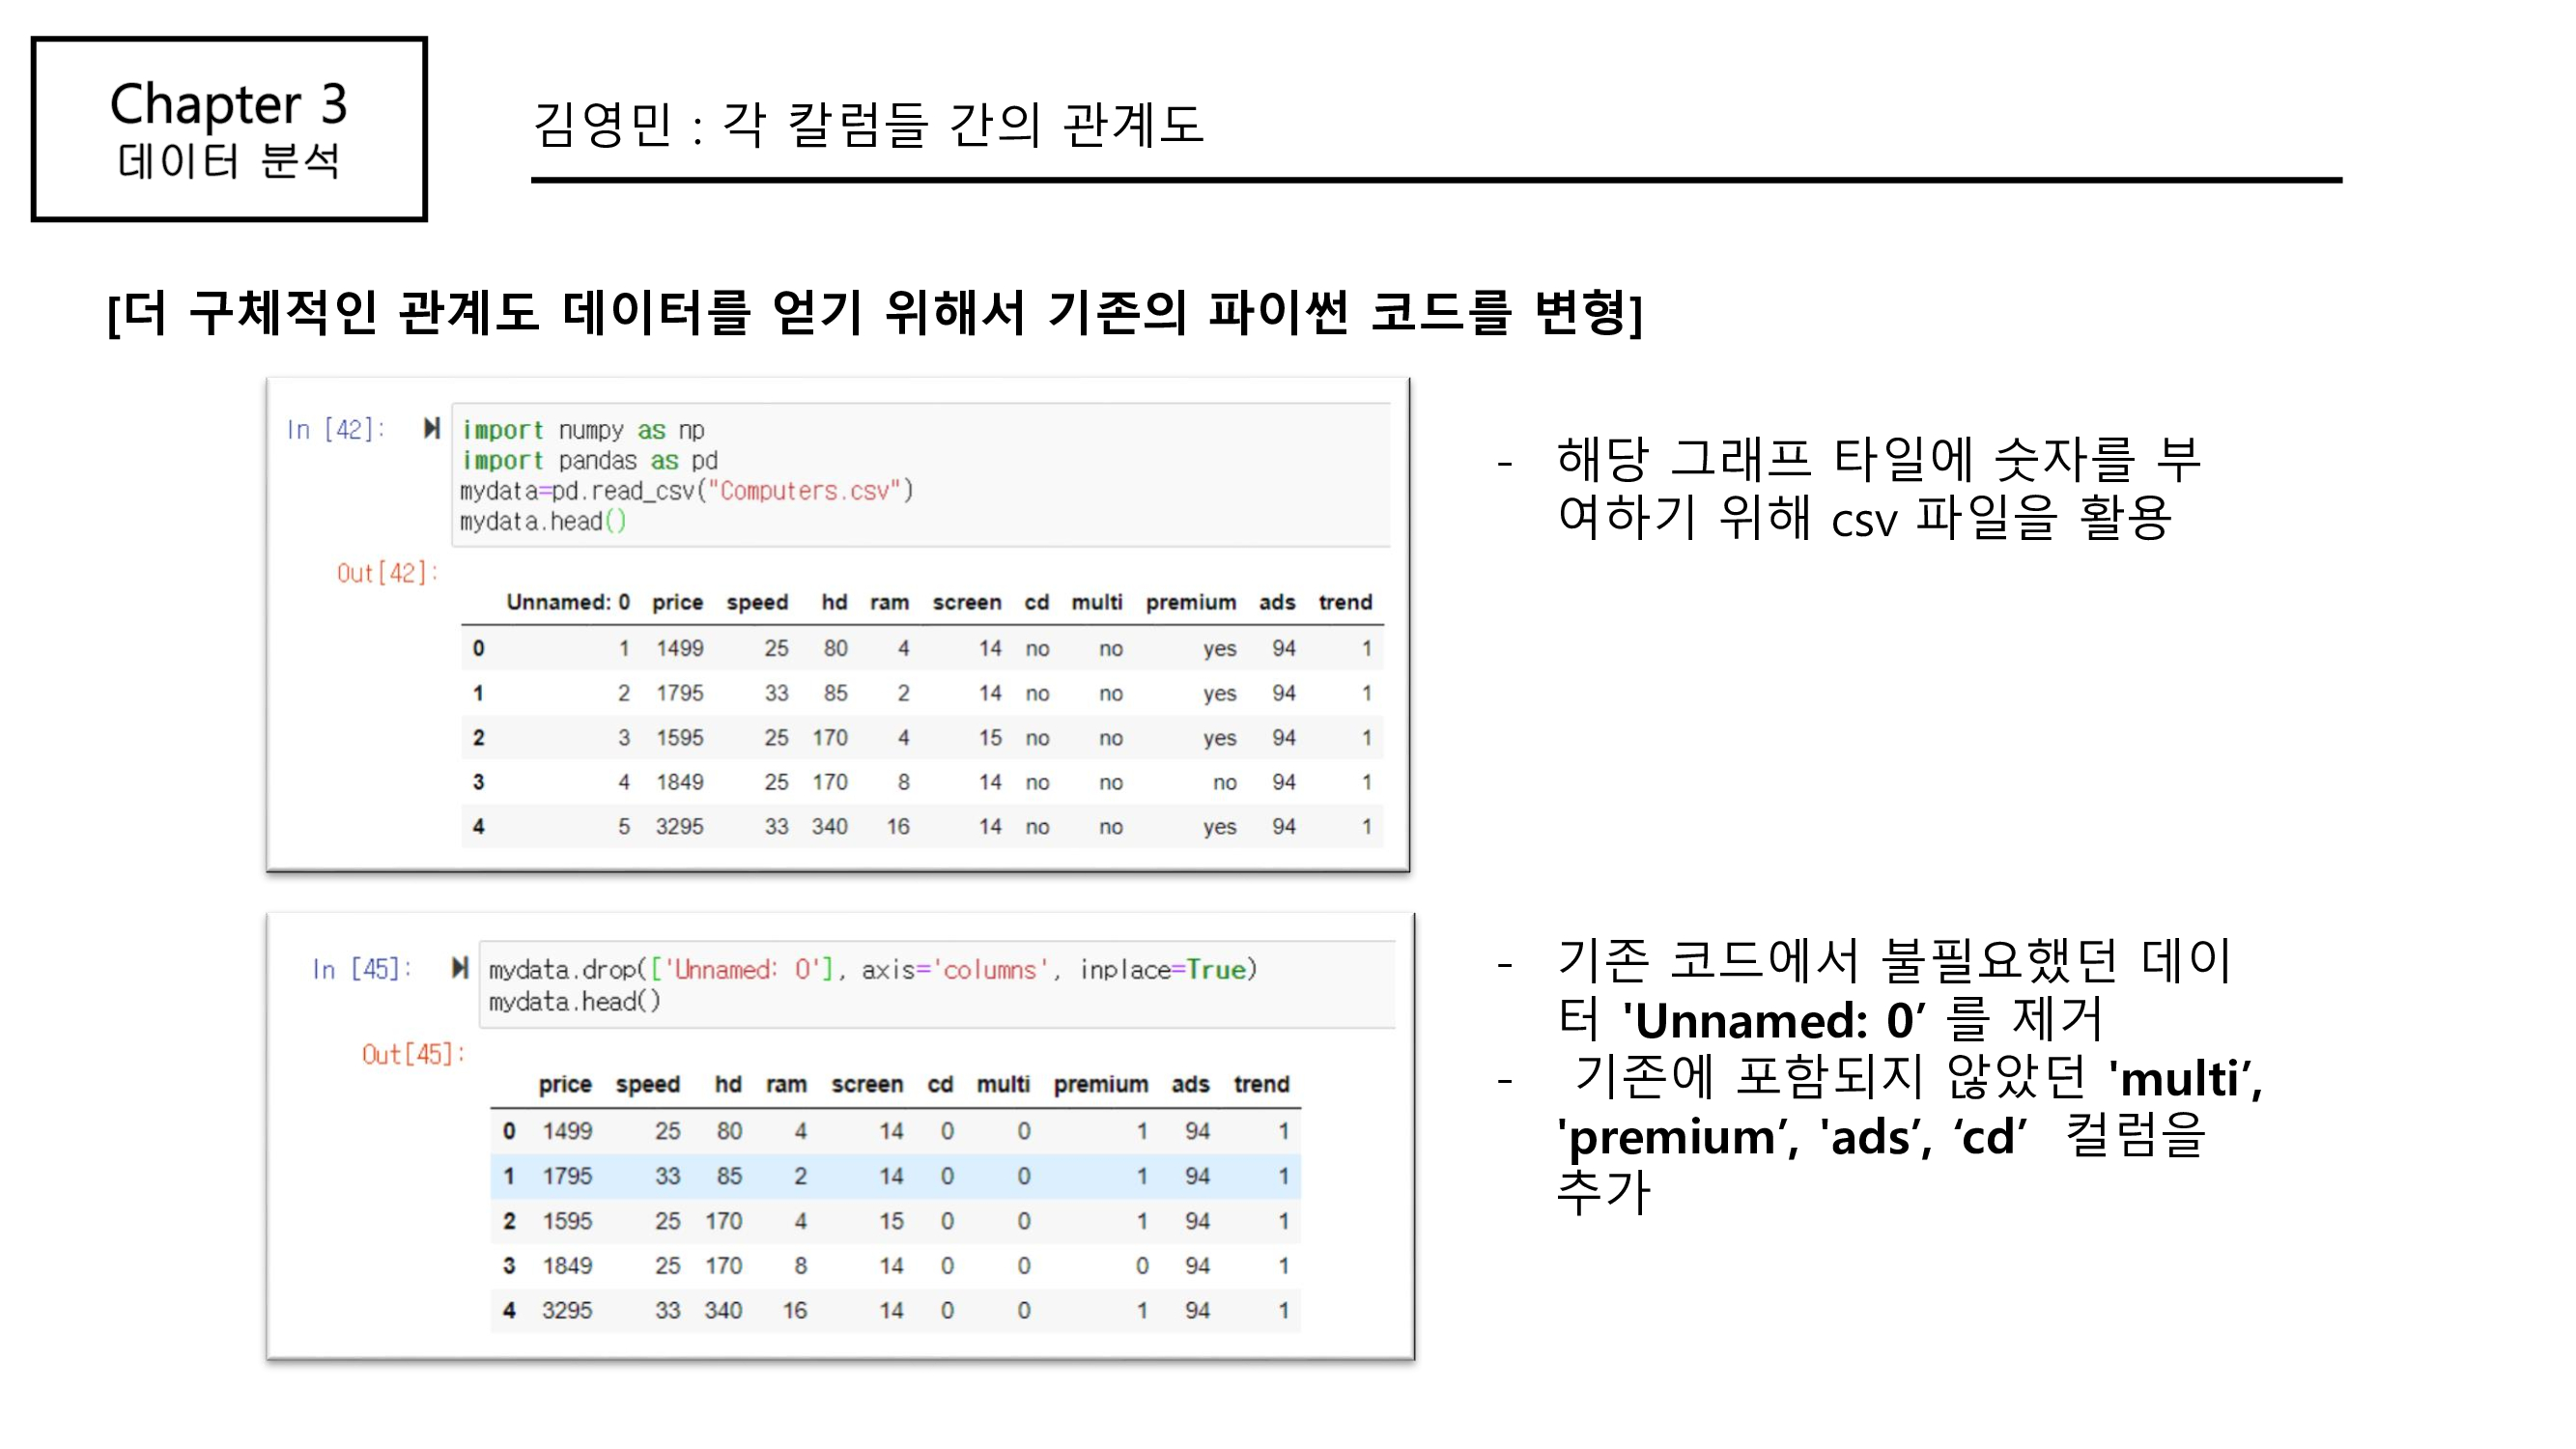 Chapter 3
데이터 분석
김영민 : 각 칼럼들 간의 관계도
[더 구체적인 관계도 데이터를 얻기 위해서 기존의 파이썬 코드를 변형]
In [42]:
import numpy as np
import pandas as pd
mydata=pd.read_csv("Computers.csv")
mydata.head()
Out[42]:
Unnamed: 0 price speed hd ram screen cd multi premium ads trend
0 1 1499 25 80 4 14 no no yes 94 1
1 2 1795 33 85 2 14 no no yes 94 1
2 3 1595 25 170 4 15 no no yes 94 1
3 4 1849 25 170 8 14 no no no 94 1
4 5 3295 33 340 16 14 no no yes 94 1
- 해당 그래프 타일에 숫자를 부
여하기 위해 csv 파일을 활용
In [45]:
mydata.drop(['Unnamed: 0'], axis='columns', inplace=True)
mydata.head()
Out[45]:
price speed hd ram screen cd multi premium ads trend
0 1499 25 80 4 14 0 0 1 94 1
1 1795 33 85 2 14 0 0 1 94 1
2 1595 25 170 4 15 0 0 1 94 1
3 1849 25 170 8 14 0 0 0 94 1
4 3295 33 340 16 14 0 0 1 94 1
- 기존 코드에서 불필요했던 데이
터 'Unnamed: 0’ 를 제거
- 기존에 포함되지 않았던 'multi’,
'premium’, 'ads’, ‘cd’ 컬럼을
추가